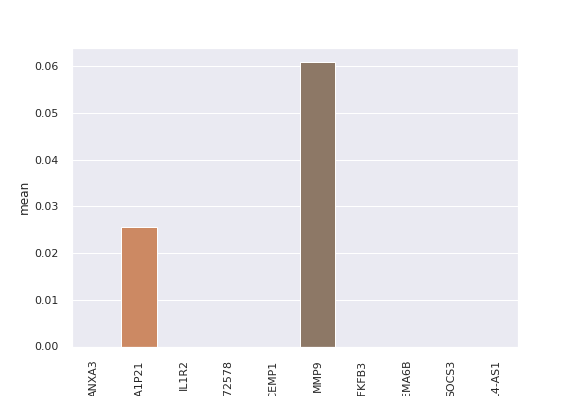 0.06
0.05
0.04
0.03
0.02
0.01
0.00
mean
ANXA3
A1P21
IL1R2
72578
CEMP1
MMP9
FKFB3
EMA6B
SOCS3
4-AS1